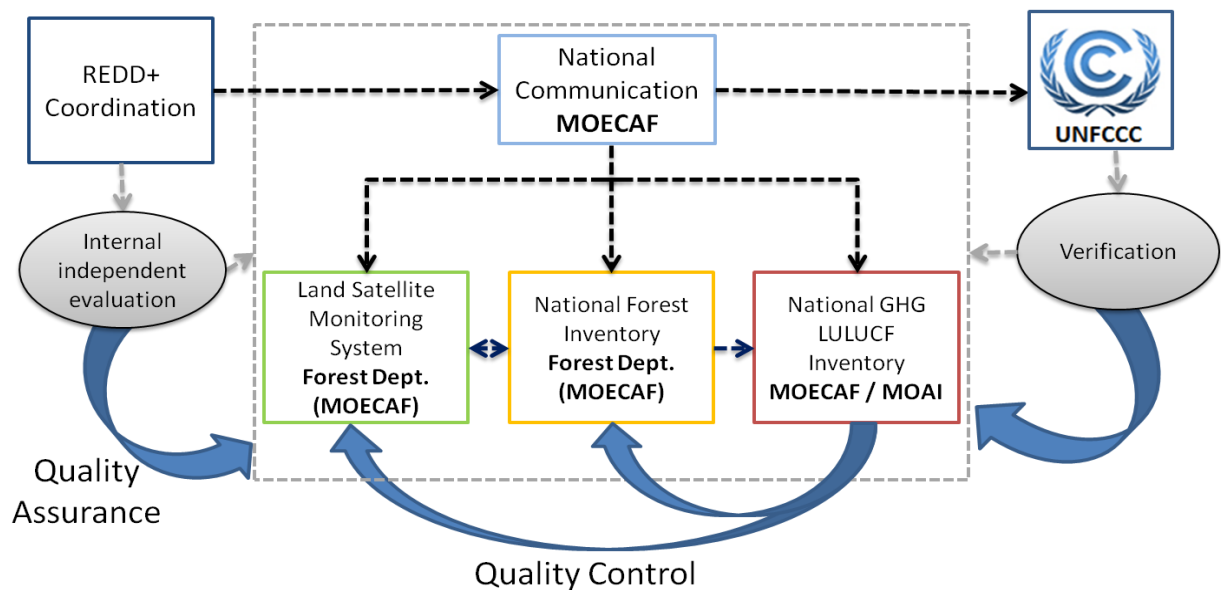 REDD+
Coordination
National
Communication
MOECAF
UNFCCC
Internal
independent
evaluation
Verification
Land Satellite
Monitoring
System
Forest Dept.
(MOECAF)
National Forest
Inventory
Forest Dept.
(MOECAF)
National GHG
LULUCF
Inventory
MOECAF / MOAI
Quality
Assurance
Quality Control